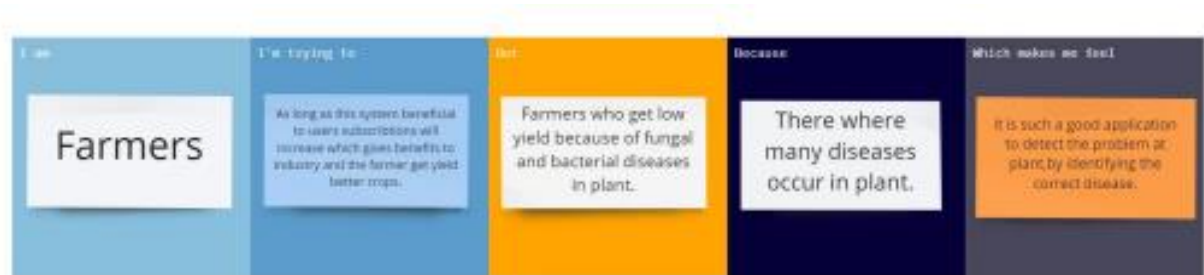 I am
Farmers
I'm trying to
As long as this system beneficial
to users subscribtions will
increase which gives benefits to
industry and the farmer get yield
better crops.
But
Farmers who get low
yield because of fungal
and bacterial diseases
in plant.
Because
There where
many diseases
occur in plant.
Which makes me feel
It is such a good application
to detect the problem at
plant,by identifying the
correct disease.